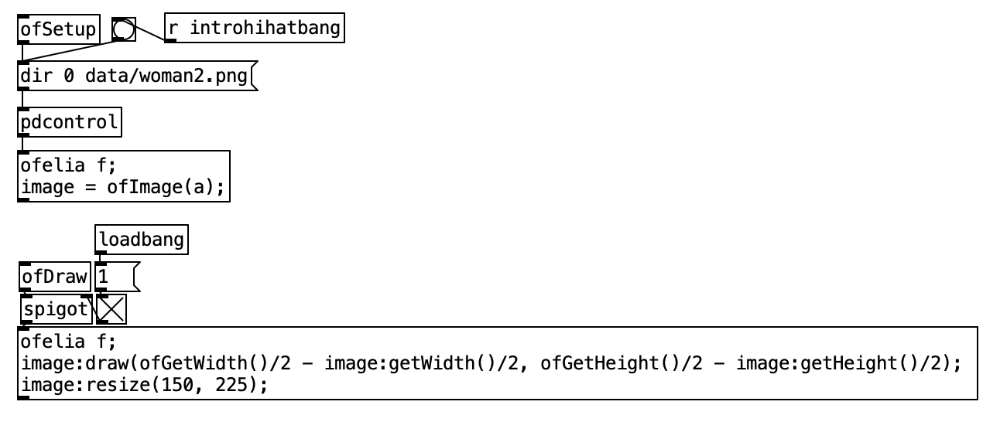 ofSetup
r introhihatbang
dir 0 data/woman2.png
pdcontrol
ofelia f;
image = ofImage(a);
loadbang
ofDraw
1
spigot
ofelia f;
image:draw(ofGetWidth()/2 - image:getWidth()/2, ofGetHeight()/2 - image:getHeight()/2);
image:resize(150, 225);